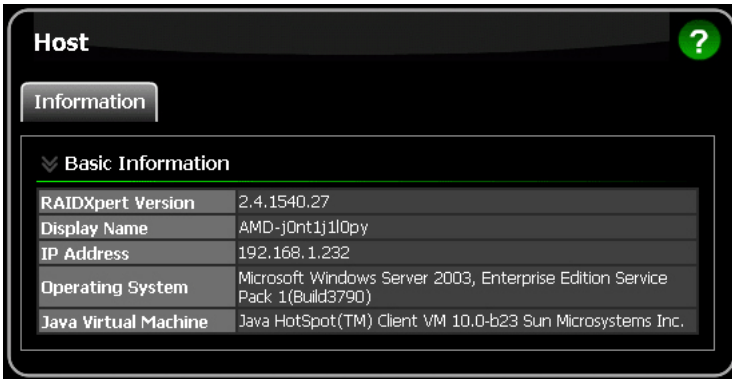 Host
?
Information
Basic Information
RAIDXpert Version 2.4.1540.27
Display Name AMD-j0nt1j1l0py
IP Address 192.168.1.232
Operating System Microsoft Windows Server 2003, Enterprise Edition Service
Pack 1(Build3790)
Java Virtual Machine Java HotSpot(TM) Client VM 10.0-b23 Sun Microsystems Inc.